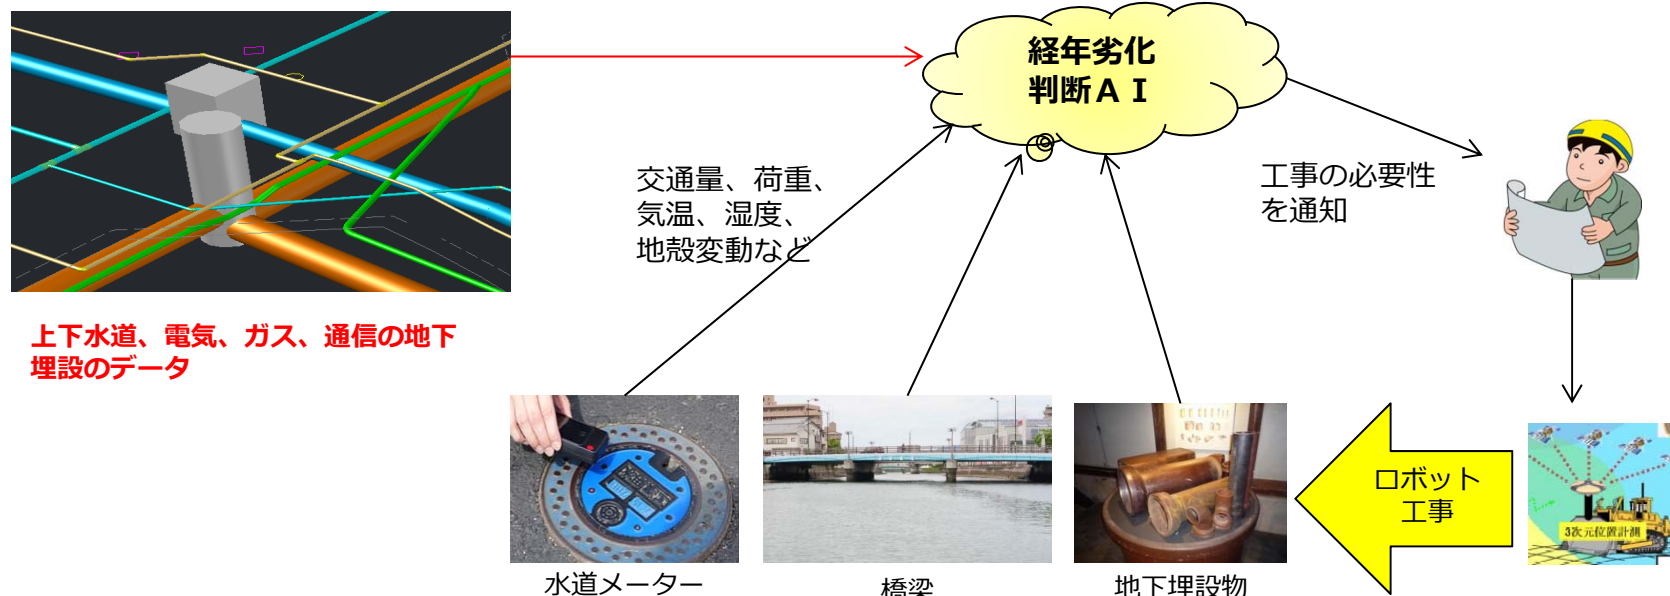 経年劣化
判断ＡＩ
交通量、荷重、
気温、湿度、
地殻変動など
工事の必要性
を通知
上下水道、電気、ガス、通信の地下
埋設のデータ
ロボット
工事
3次元位置計測
水道メーター
橋梁
地下埋設物